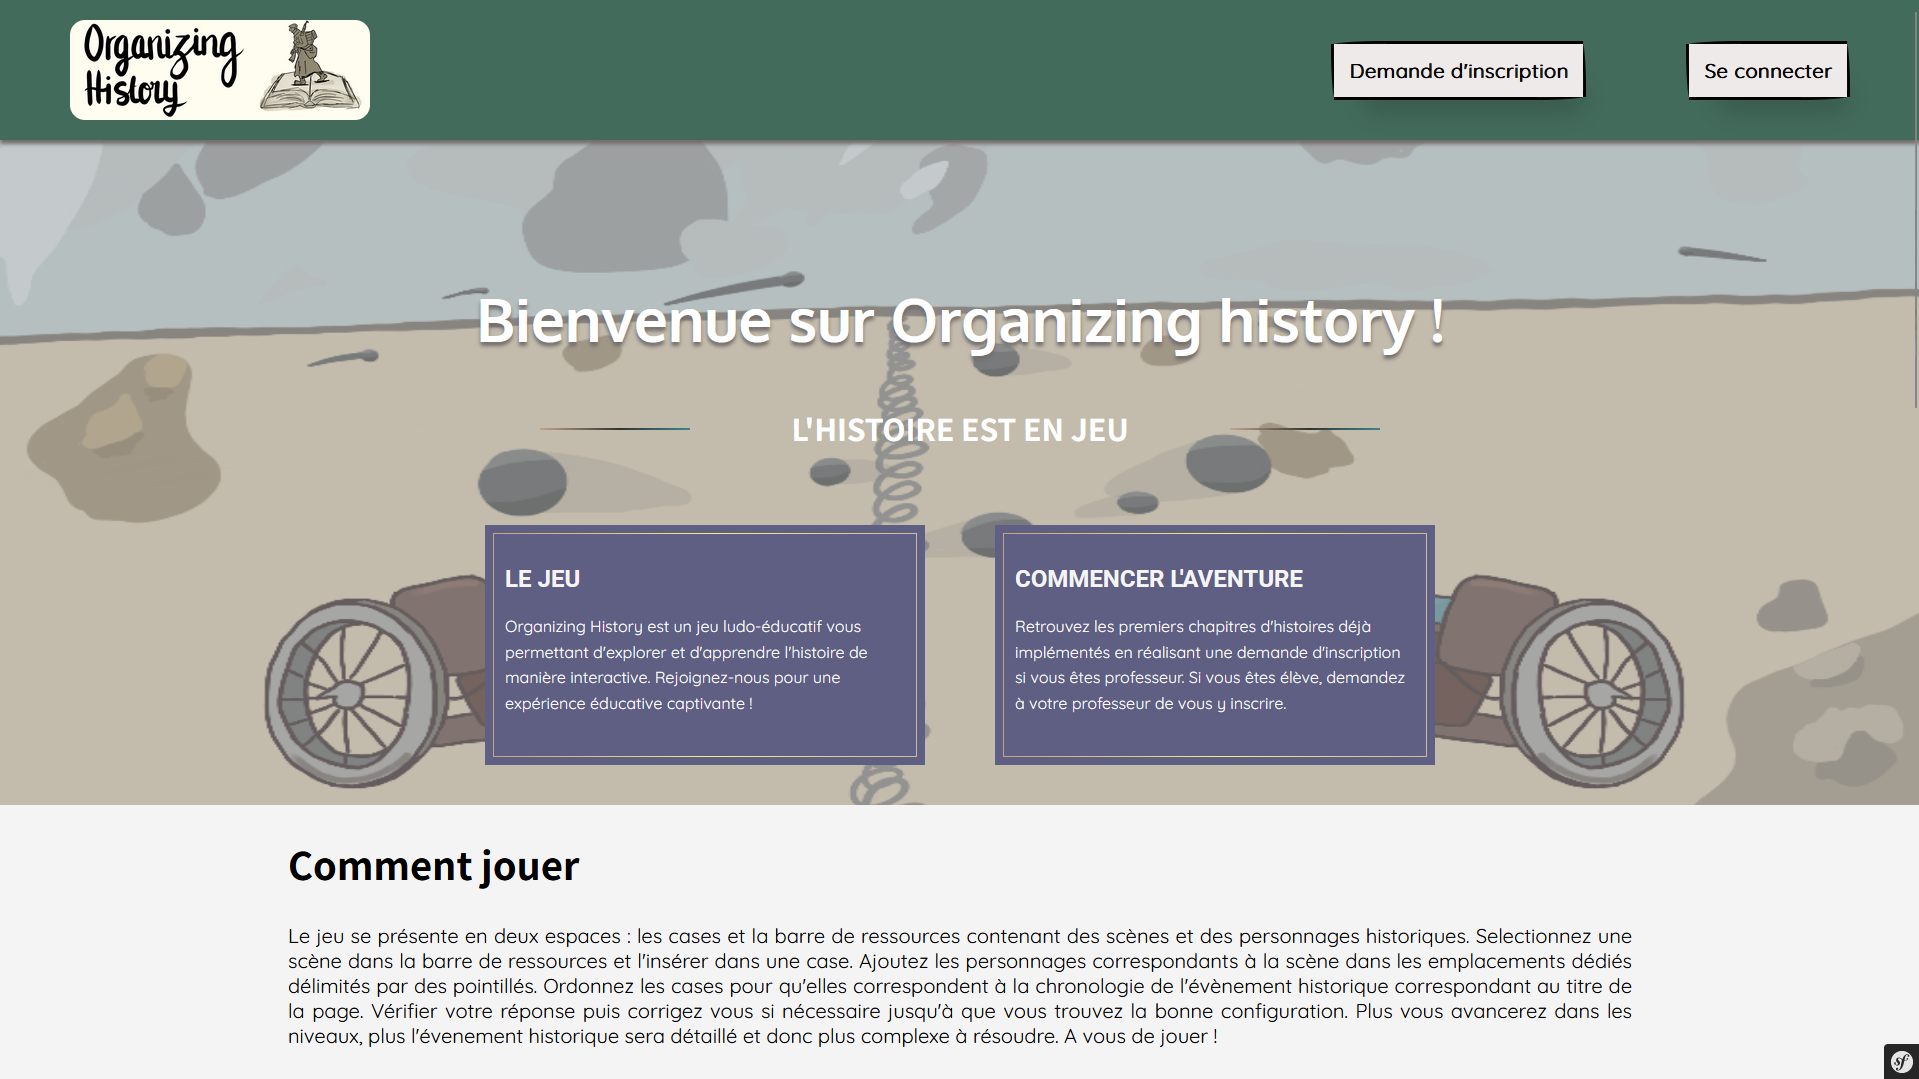 Organizing
History
Demande d'inscription
Se connecter
Bienvenue sur Organizing history !
L'HISTOIRE EST EN JEU
LE JEU
Organizing History est un jeu ludo-éducatif vous
permettant d'explorer et d'apprendre l'histoire de
manière interactive. Rejoignez-nous pour une
expérience éducative captivante !
COMMENCER L'AVENTURE
Retrouvez les premiers chapitres d'histoires déjà
implémentés en réalisant une demande d'inscription
si vous êtes professeur. Si vous êtes élève, demandez
à votre professeur de vous y inscrire.
Comment jouer
Le jeu se présente en deux espaces : les cases et la barre de ressources contenant des scènes et des personnages historiques. Selectionnez une
scène dans la barre de ressources et l'insérer dans une case. Ajoutez les personnages correspondants à la scène dans les emplacements dédiés
délimités par des pointillés. Ordonnez les cases pour qu'elles correspondent à la chronologie de l'évènement historique correspondant au titre de
la page. Vérifier votre réponse puis corrigez vous si nécessaire jusqu'à que vous trouvez la bonne configuration. Plus vous avancerez dans les
niveaux, plus l'évenement historique sera détaillé et donc plus complexe à résoudre. A vous de jouer !
sf